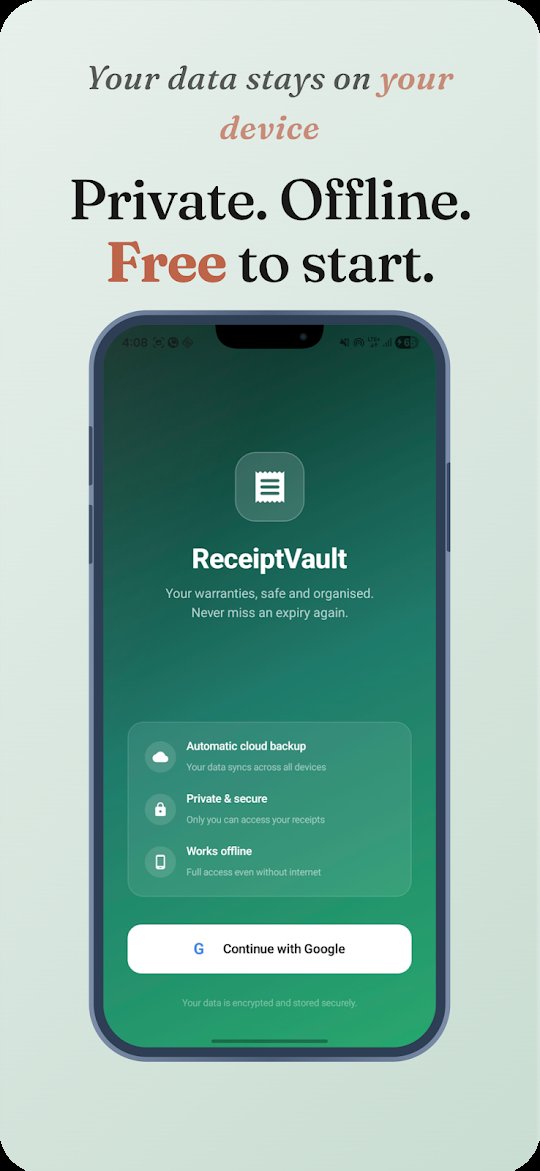 Your data stays on your
device
Private. Offline.
Free to start.
4:08
66
ReceiptVault
Your warranties, safe and organised.
Never miss an expiry again.
Automatic cloud backup
Your data syncs across all devices
Private & secure
Only you can access your receipts
Works offline
Full access even without internet
G Continue with Google
Your data is encrypted and stored securely.